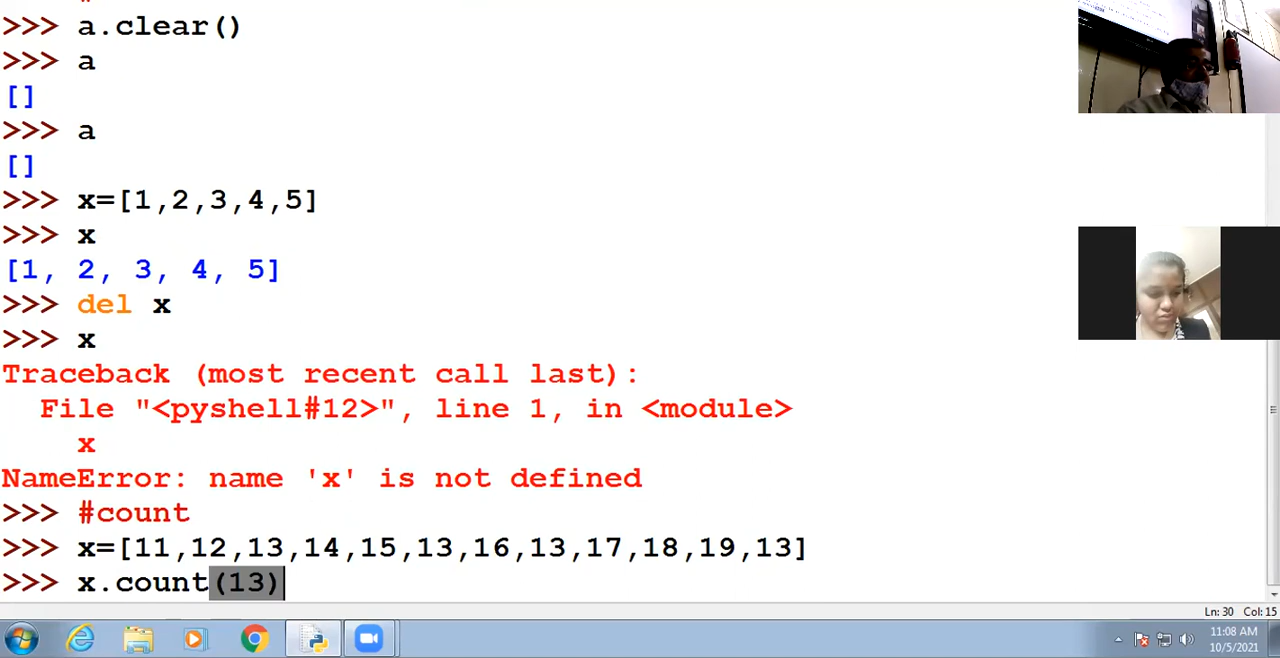 >>> a.clear()
>>> a
[]
>>> a
[]
>>> x=[1,2,3,4,5]
>>> x
[1, 2, 3, 4, 5]
>>> del x
>>> x
Traceback (most recent call last):
  File "<pyshell#12>", line 1, in <module>
    x
NameError: name 'x' is not defined
>>> #count
>>> x=[11,12,13,14,15,13,16,13,17,18,19,13]
>>> x.count(13)
Ln: 30 Col: 15
11:08 AM
10/5/2021